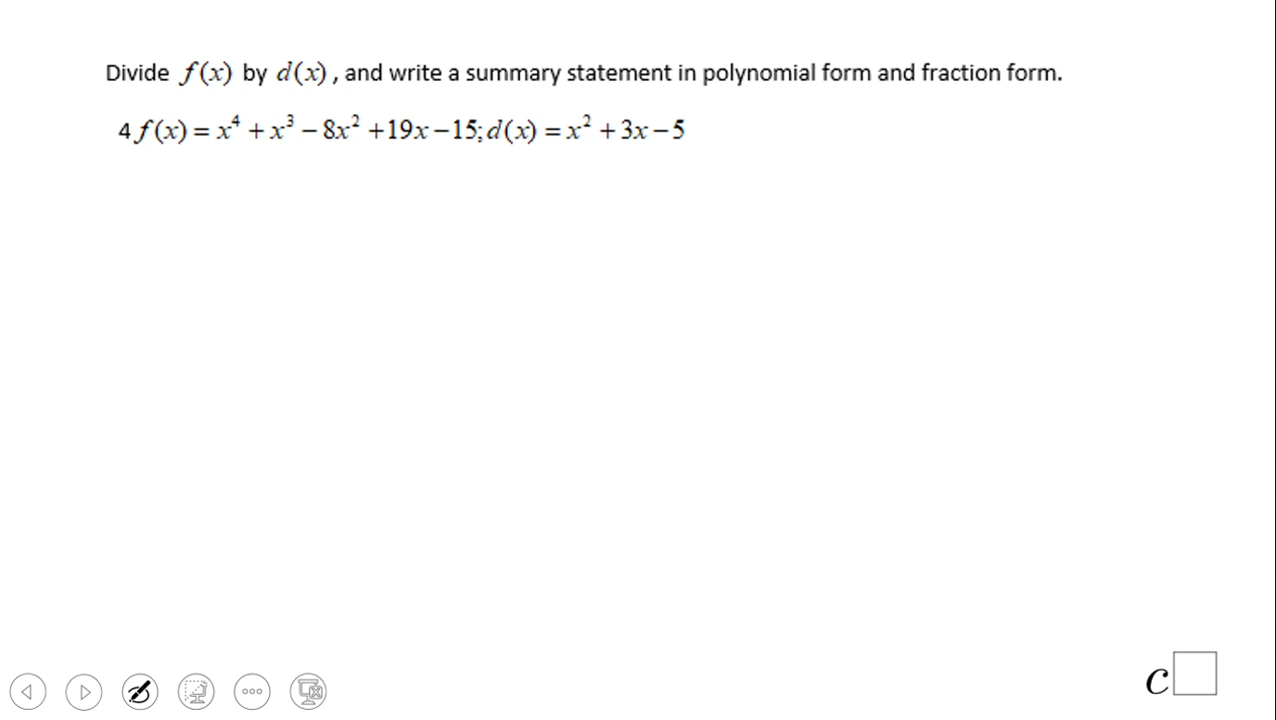 Divide f(x) by d(x), and write a summary statement in polynomial form and fraction form.
4 f(x) = x⁴ + x³ − 8x² + 19x − 15; d(x) = x² + 3x − 5
c